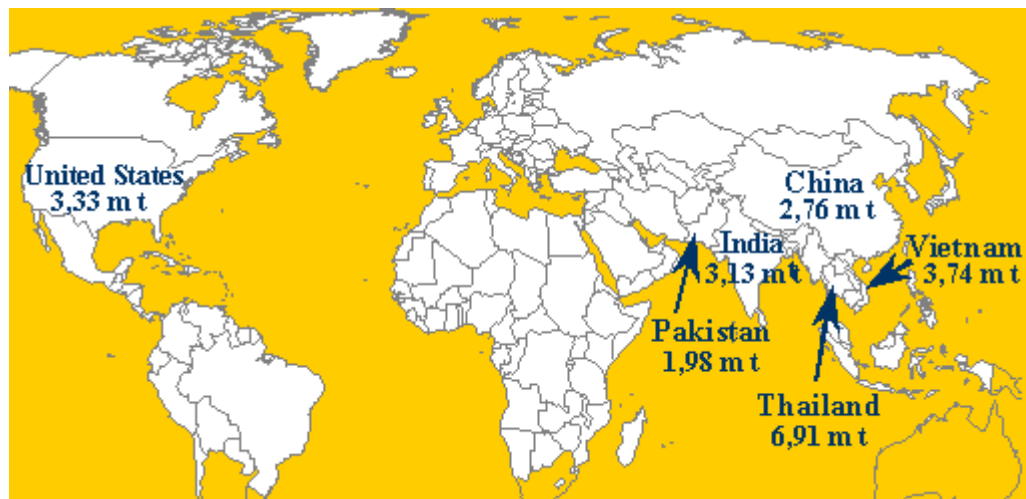 United States
3,33 m t
China
2,76 m t
India
3,13 m t
Vietnam
3,74 m t
Pakistan
1,98 m t
Thailand
6,91 m t